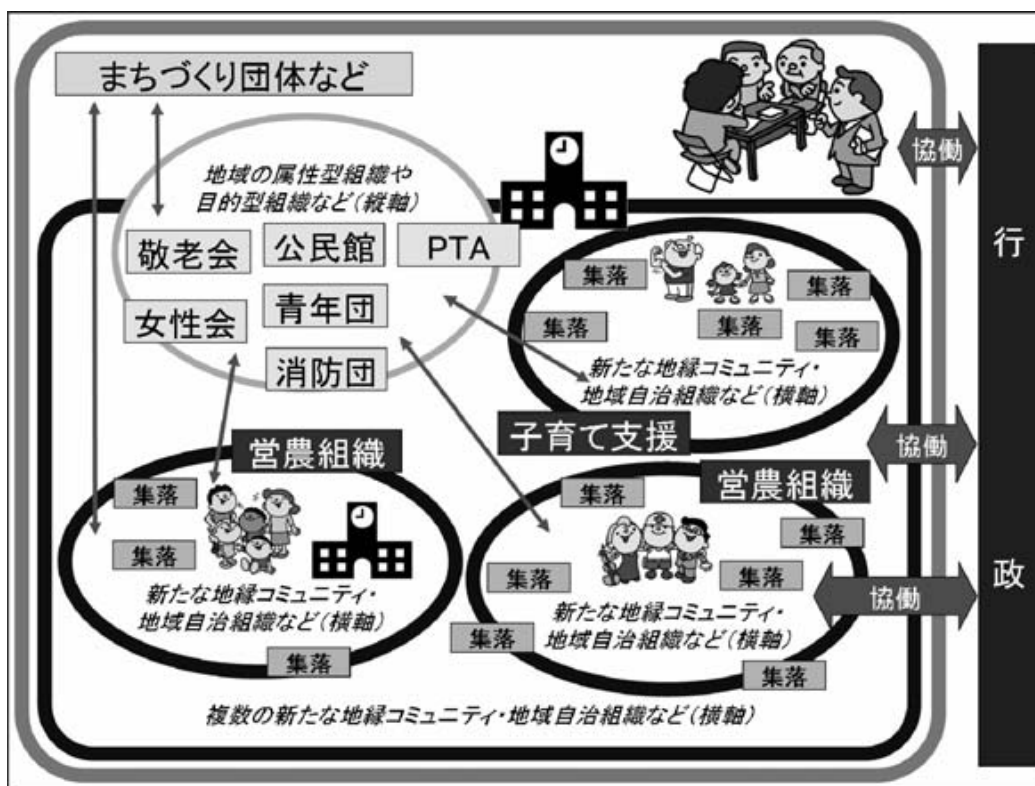 まちづくり団体など
協働
地域の属性型組織や
目的型組織など(縦軸)
敬老会
公民館
PTA
女性会
青年団
消防団
集落
集落
集落
集落
集落
新たな地縁コミュニティ・
地域自治組織など(横軸)
子育て支援
協働
営農組織
集落
集落
新たな地縁コミュニティ・
地域自治組織など(横軸)
集落
営農組織
集落
集落
集落
集落
新たな地縁コミュニティ・
地域自治組織など(横軸)
集落
集落
協働
複数の新たな地縁コミュニティ・地域自治組織など(横軸)
行政